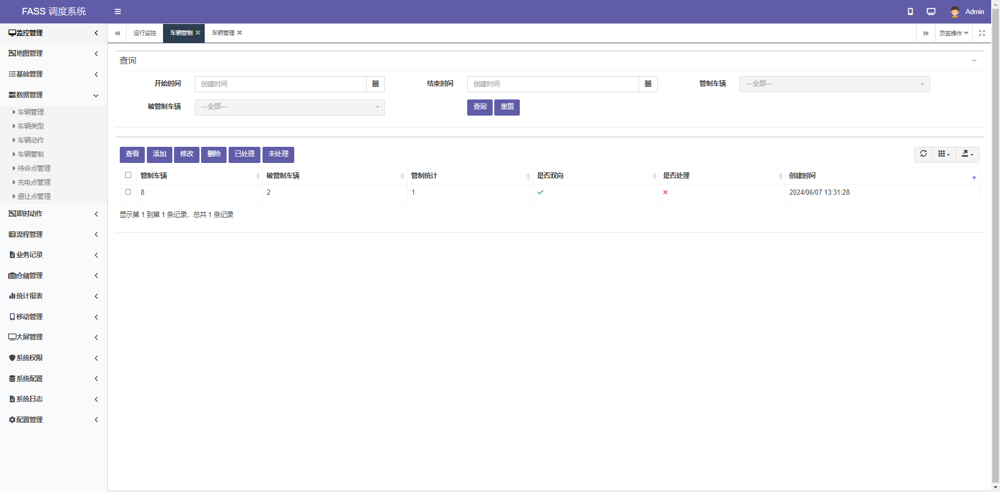 FASS 调度系统
Admin
监控管理
地图管理
基础管理
数据管理
车辆管理
车辆类型
车辆动作
车辆管制
待命点管理
充电点管理
避让点管理
即时动作
流程管理
业务记录
仓储管理
统计报表
移动管理
大屏管理
系统权限
系统配置
系统日志
配置管理
运行监控 车辆管制 车辆管理 页签操作
查询
开始时间 创建时间 结束时间 创建时间 管制车辆 ---全部---
被管制车辆 ---全部--- 查询 重置
查看 添加 修改 删除 已处理 未处理
管制车辆 被管制车辆 管制统计 是否双向 是否处理 创建时间
8 2 1 2024/06/07 13:31:28
显示第 1 到第 1 条记录，总共 1 条记录